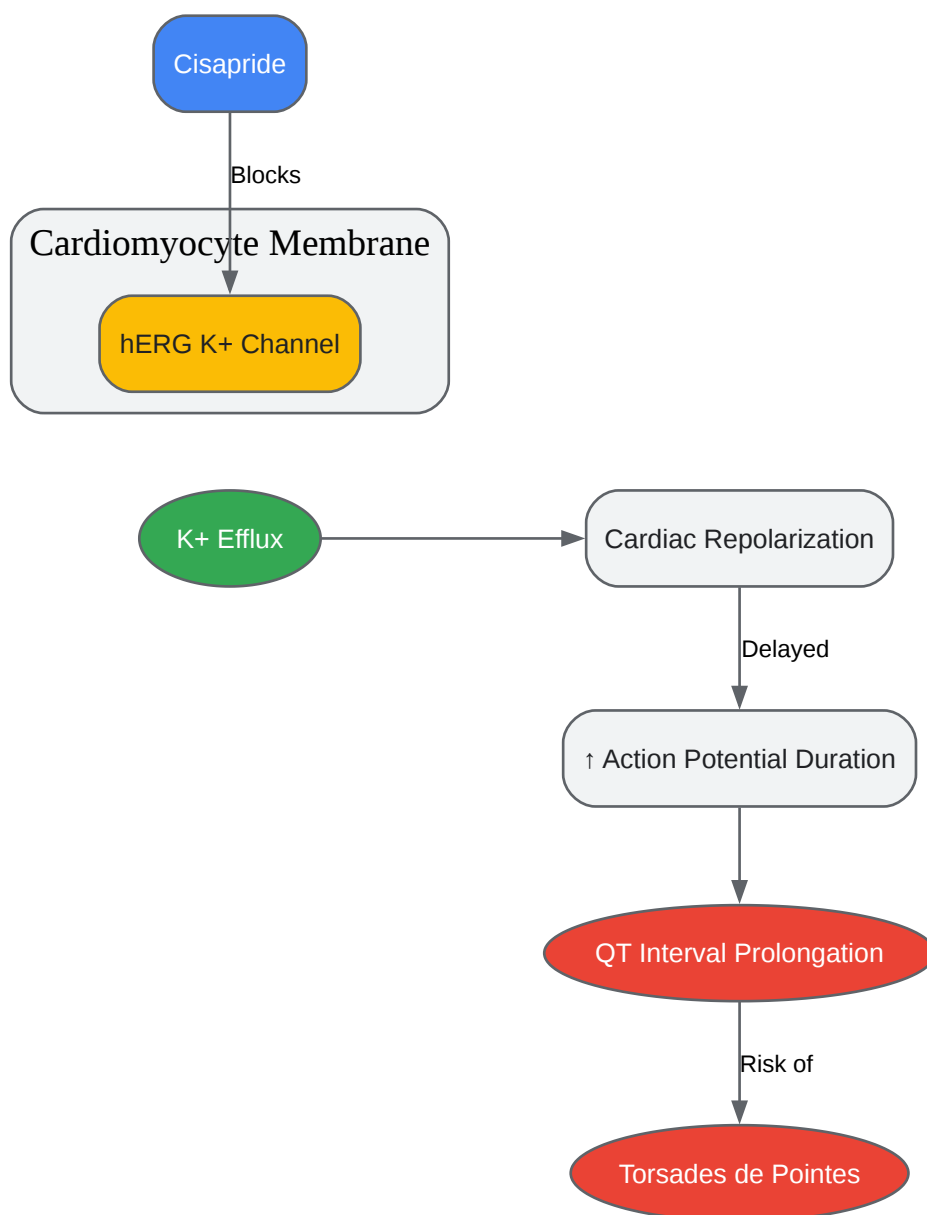 Cisapride
Blocks
Cardiomyocyte Membrane
hERG K+ Channel
K+ Efflux
Cardiac Repolarization
Delayed
↑ Action Potential Duration
QT Interval Prolongation
Risk of
Torsades de Pointes